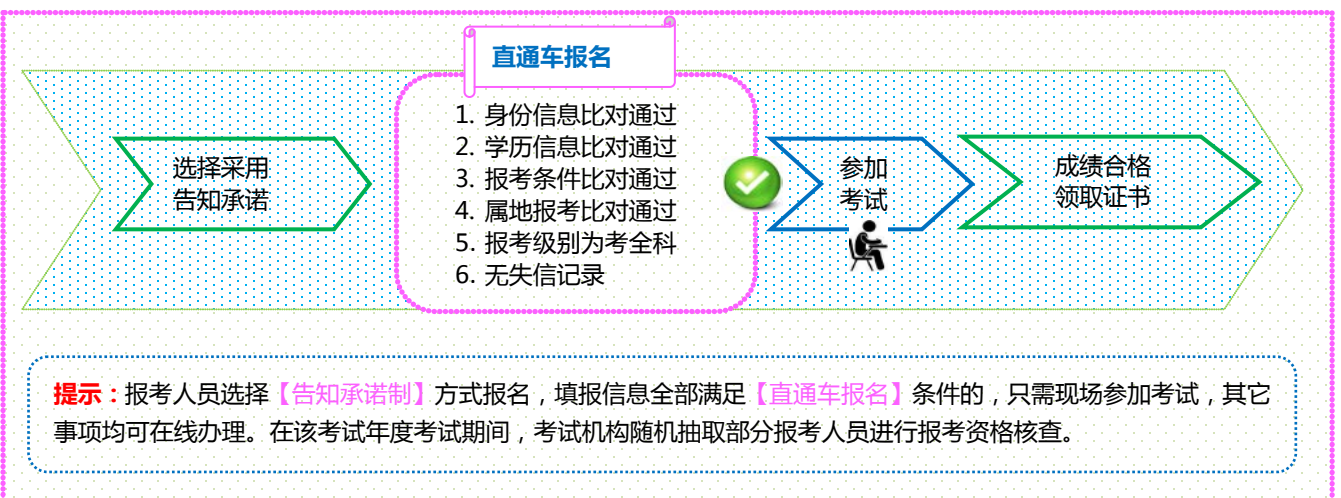 直通车报名
选择采用
告知承诺
1. 身份信息比对通过
2. 学历信息比对通过
3. 报考条件比对通过
4. 属地报考比对通过
5. 报考级别为考全科
6. 无失信记录
参加
考试
成绩合格
领取证书
提示：报考人员选择【告知承诺制】方式报名，填报信息全部满足【直通车报名】条件的，只需现场参加考试，其它
事项均可在线办理。在该考试年度考试期间，考试机构随机抽取部分报考人员进行报考资格核查。